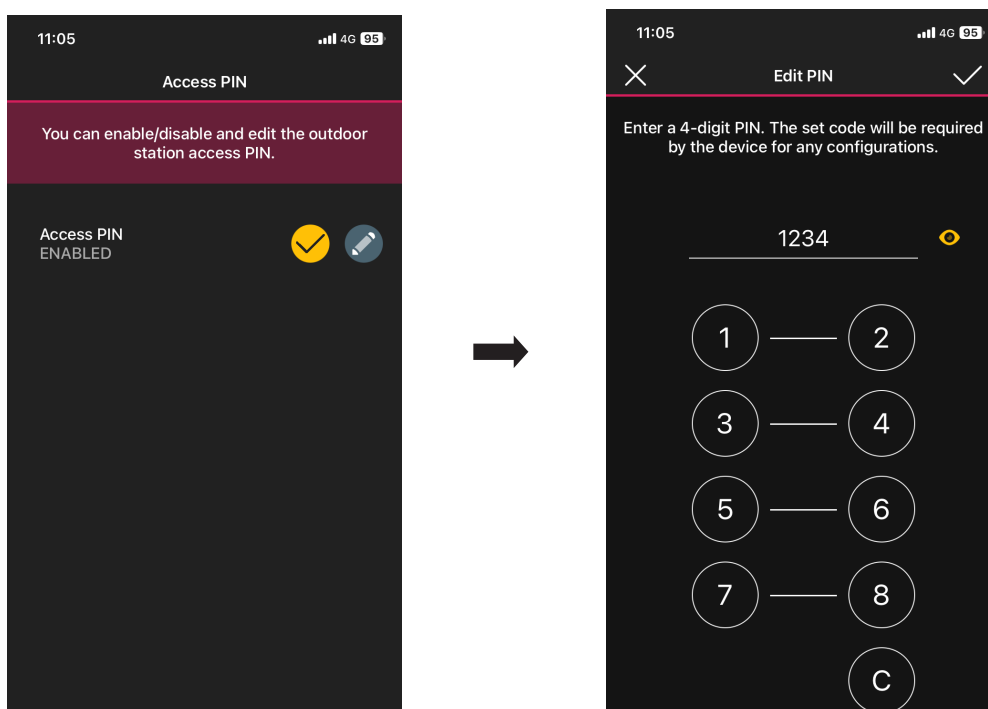 11:05 4G 95
Access PIN
You can enable/disable and edit the outdoor
station access PIN.
Access PIN
ENABLED
11:05 4G 95
Edit PIN
Enter a 4-digit PIN. The set code will be required
by the device for any configurations.
1234
1 2
3 4
5 6
7 8
C